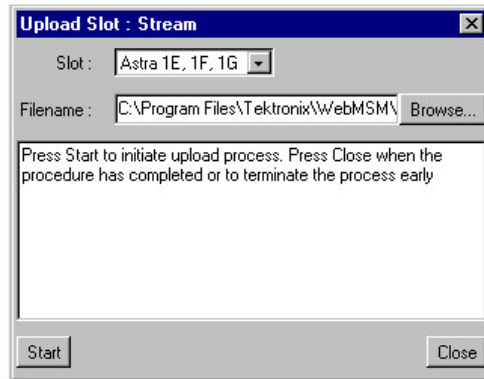 Upload Slot : Stream
Slot : Astra 1E, 1F, 1G
Filename : C:\Program Files\Tektronix\WebMSM\ Browse...
Press Start to initiate upload process. Press Close when the
procedure has completed or to terminate the process early
Start Close